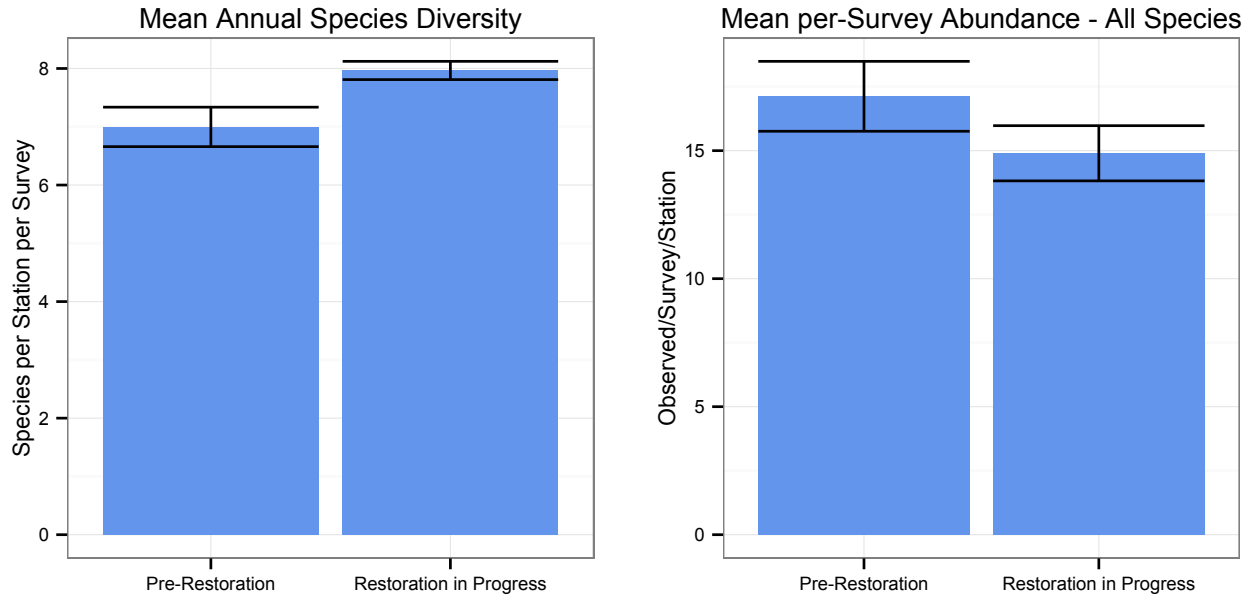 Mean Annual Species Diversity
Species per Station per Survey
8
6
4
2
0
Pre-Restoration
Restoration in Progress
Mean per-Survey Abundance - All Species
Observed/Survey/Station
15
10
5
0
Pre-Restoration
Restoration in Progress